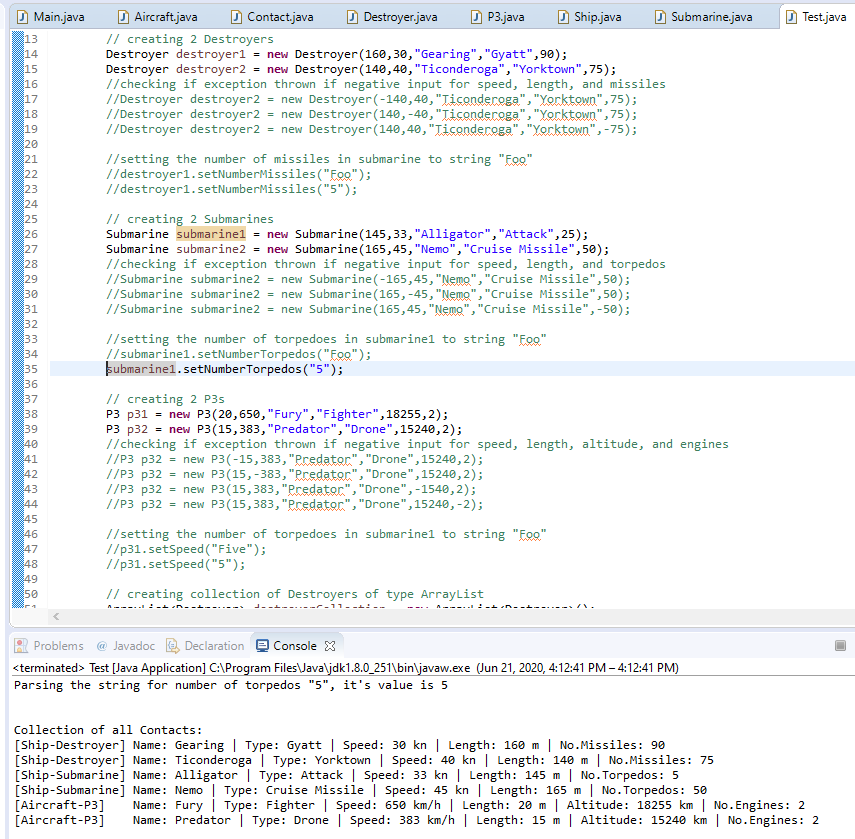 Main.java Aircraft.java Contact.java Destroyer.java P3.java Ship.java Submarine.java Test.java
13 // creating 2 Destroyers
14 Destroyer destroyer1 = new Destroyer(160,30,"Gearing","Gyatt",90);
15 Destroyer destroyer2 = new Destroyer(140,40,"Ticonderoga","Yorktown",75);
16 //checking if exception thrown if negative input for speed, length, and missiles
17 //Destroyer destroyer2 = new Destroyer(-140,40,"Ticonderoga","Yorktown",75);
18 //Destroyer destroyer2 = new Destroyer(140,-40,"Ticonderoga","Yorktown",75);
19 //Destroyer destroyer2 = new Destroyer(140,40,"Ticonderoga","Yorktown",-75);
20
21 //setting the number of missiles in submarine to string "Foo"
22 //destroyer1.setNumberMissiles("Foo");
23 //destroyer1.setNumberMissiles("5");
24
25 // creating 2 Submarines
26 Submarine submarine1 = new Submarine(145,33,"Alligator","Attack",25);
27 Submarine submarine2 = new Submarine(165,45,"Nemo","Cruise Missile",50);
28 //checking if exception thrown if negative input for speed, length, and torpedos
29 //Submarine submarine2 = new Submarine(-165,45,"Nemo","Cruise Missile",50);
30 //Submarine submarine2 = new Submarine(165,-45,"Nemo","Cruise Missile",50);
31 //Submarine submarine2 = new Submarine(165,45,"Nemo","Cruise Missile",-50);
32
33 //setting the number of torpedoes in submarine1 to string "Foo"
34 //submarine1.setNumberTorpedos("Foo");
35 submarine1.setNumberTorpedos("5");
36
37 // creating 2 P3s
38 P3 p31 = new P3(20,650,"Fury","Fighter",18255,2);
39 P3 p32 = new P3(15,383,"Predator","Drone",15240,2);
40 //checking if exception thrown if negative input for speed, length, altitude, and engines
41 //P3 p32 = new P3(-15,383,"Predator","Drone",15240,2);
42 //P3 p32 = new P3(15,-383,"Predator","Drone",15240,2);
43 //P3 p32 = new P3(15,383,"Predator","Drone",-1540,2);
44 //P3 p32 = new P3(15,383,"Predator","Drone",15240,-2);
45
46 //setting the number of torpedoes in submarine1 to string "Foo"
47 //p31.setSpeed("Five");
48 //p31.setSpeed("5");
49
50 // creating collection of Destroyers of type ArrayList
51 ArrayList<Destroyer> destroyerCollection = new ArrayList<Destroyer>();
Problems @ Javadoc Declaration Console
<terminated> Test [Java Application] C:\Program Files\Java\jdk1.8.0_251\bin\javaw.exe (Jun 21, 2020, 4:12:41 PM – 4:12:41 PM)
Parsing the string for number of torpedos "5", it's value is 5
Collection of all Contacts:
[Ship-Destroyer] Name: Gearing | Type: Gyatt | Speed: 30 kn | Length: 160 m | No.Missiles: 90
[Ship-Destroyer] Name: Ticonderoga | Type: Yorktown | Speed: 40 kn | Length: 140 m | No.Missiles: 75
[Ship-Submarine] Name: Alligator | Type: Attack | Speed: 33 kn | Length: 145 m | No.Torpedos: 5
[Ship-Submarine] Name: Nemo | Type: Cruise Missile | Speed: 45 kn | Length: 165 m | No.Torpedos: 50
[Aircraft-P3] Name: Fury | Type: Fighter | Speed: 650 km/h | Length: 20 m | Altitude: 18255 km | No.Engines: 2
[Aircraft-P3] Name: Predator | Type: Drone | Speed: 383 km/h | Length: 15 m | Altitude: 15240 km | No.Engines: 2